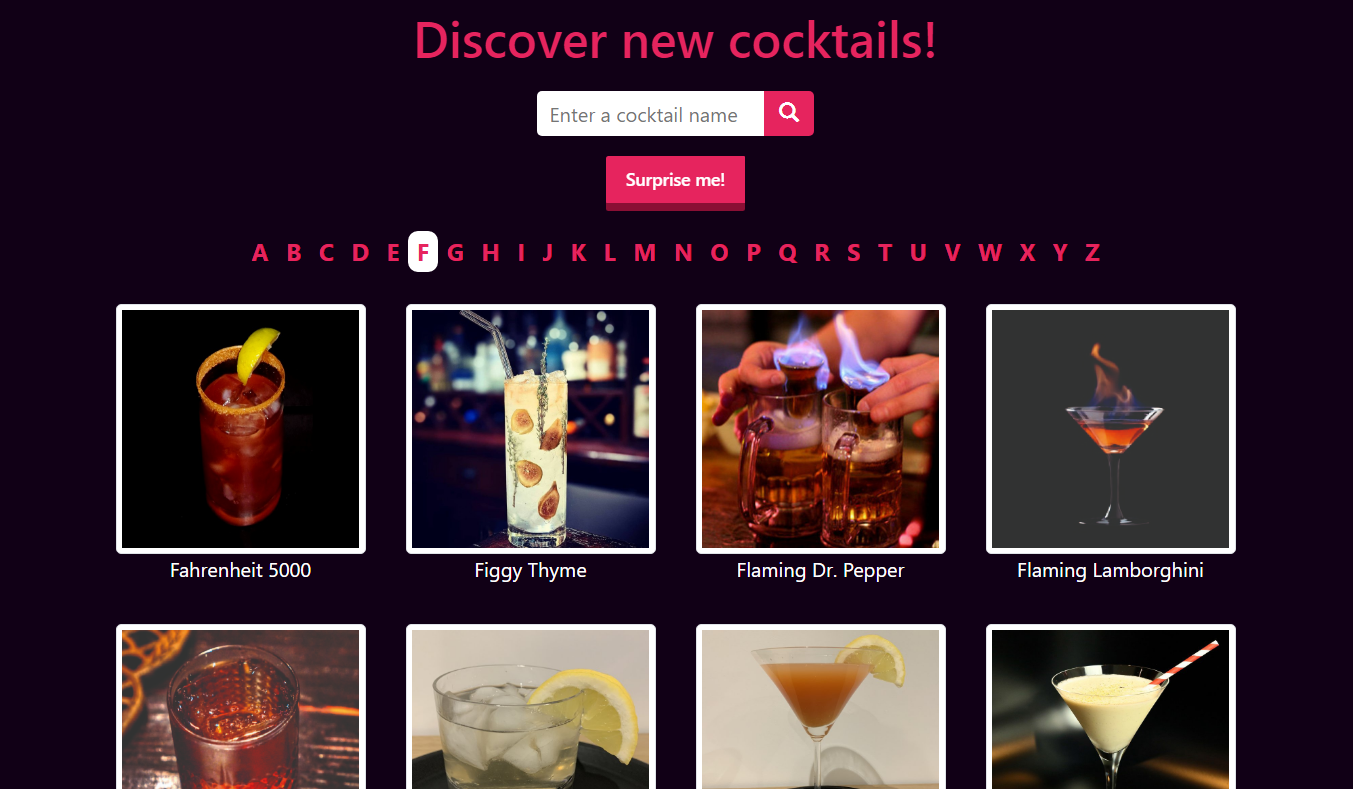 Discover new cocktails!
Enter a cocktail name
Surprise me!
A B C D E F G H I J K L M N O P Q R S T U V W X Y Z
Fahrenheit 5000
Figgy Thyme
Flaming Dr. Pepper
Flaming Lamborghini